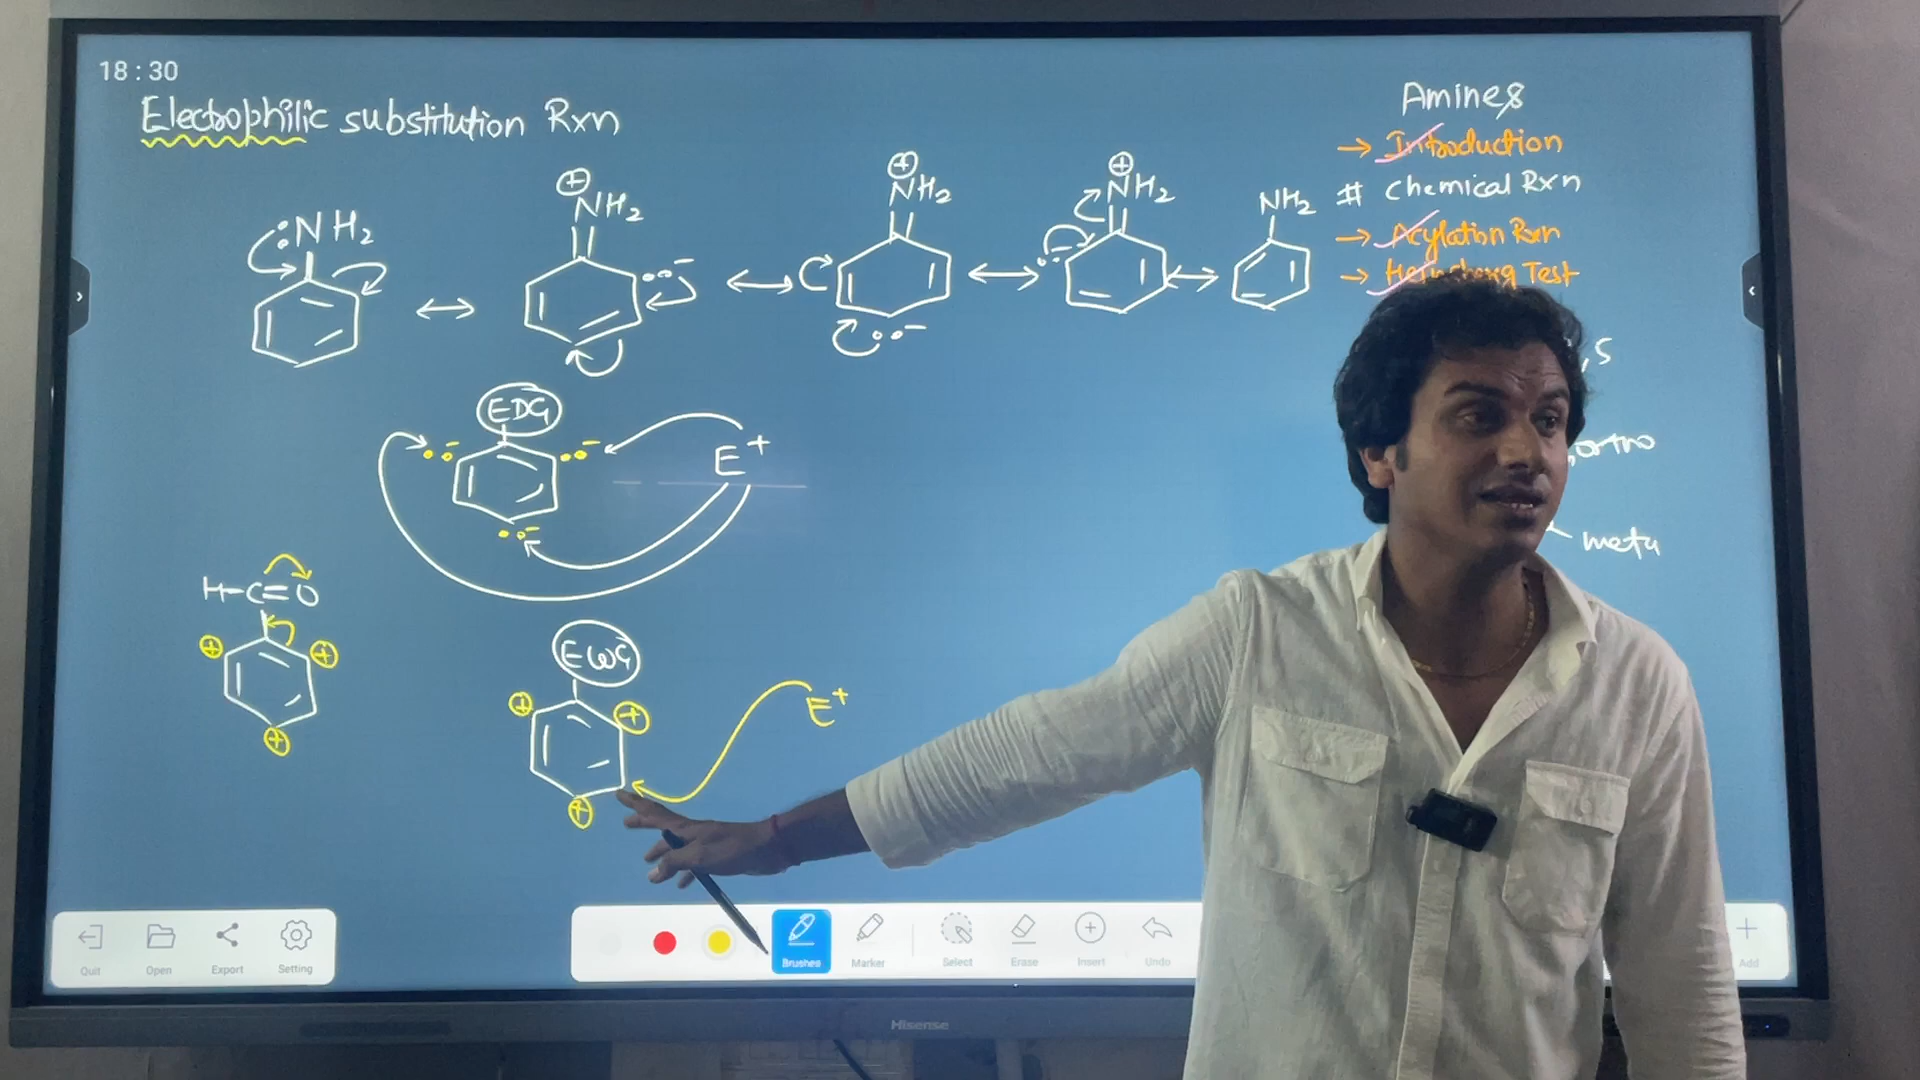 18:30
Electrophilic substitution Rxn
Amines
→ Introduction
# Chemical Rxn
→ Acylation Rxn
→ Test
⊕
NH2
⊕
NH2
⊕
NH2
NH2
:NH2
, s
EDG
E+
,ortho
meta
H-C=O
EWG
⊕
⊕
⊕
⊕
E+
⊕
⊕
Quit
Open
Export
Setting
Brushes
Marker
Select
Erase
Insert
Undo
Add
Hisense